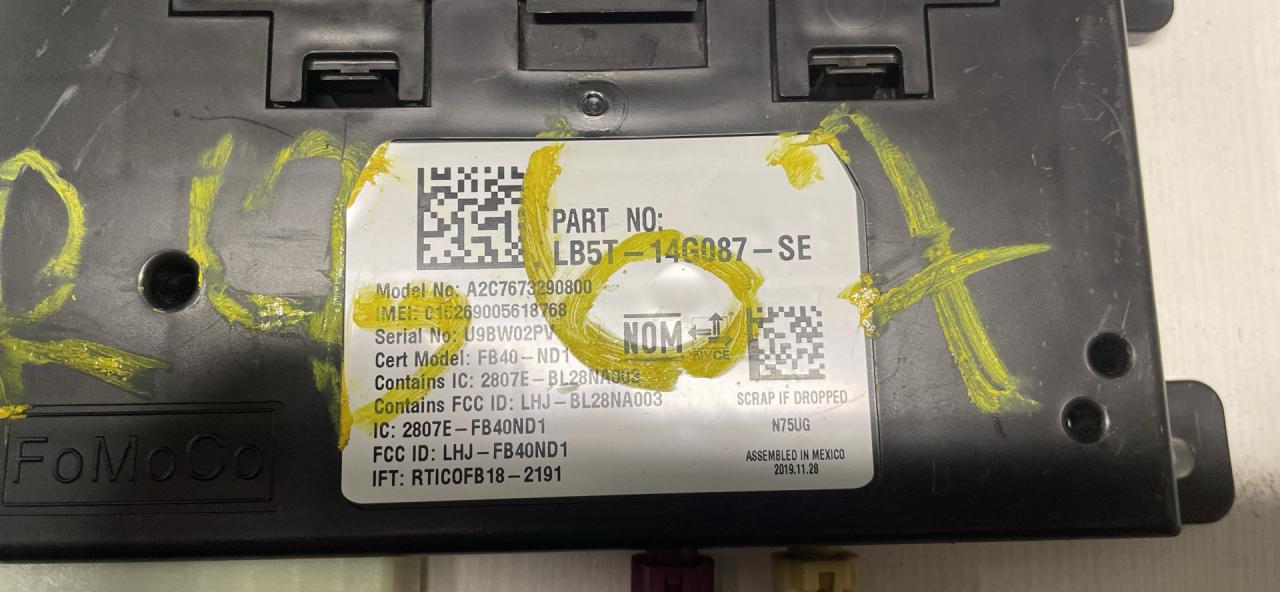 PART NO:
LB5T-14G087-SE
Model No: A2C7673290800
Serial No: U9BW02PV
Cert Model: FB40-ND1
Contains IC: 2807E-BL28NA003
Contains FCC ID: LHJ-BL28NA003
IC: 2807E-FB40ND1
FCC ID: LHJ-FB40ND1
IFT: RTICOFB18-2191
NOM
NYCE
SCRAP IF DROPPED
N75UG
ASSEMBLED IN MEXICO
2019.11.28
FoMoCo